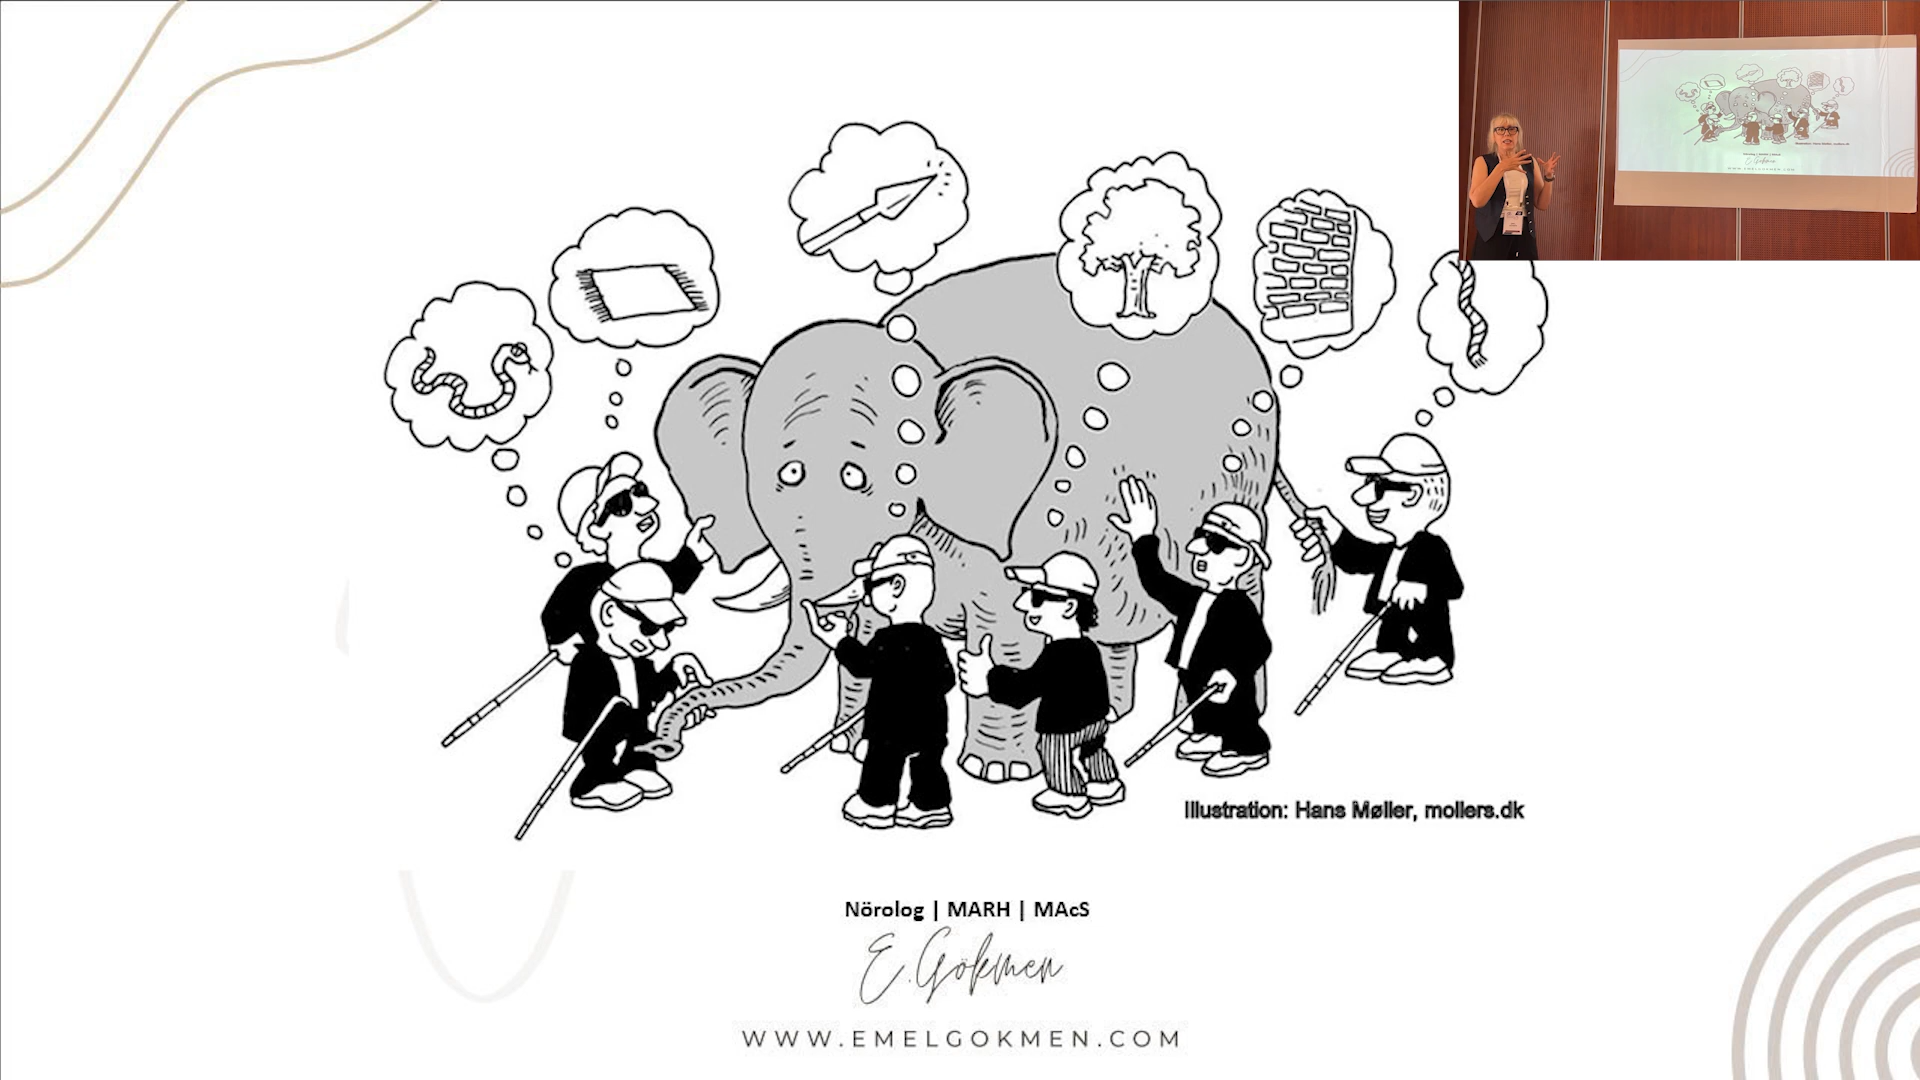 Illustration: Hans Møller, mollers.dk
Nörolog | MARH | MAcS
E. Gökmen
WWW.EMELGOKMEN.COM